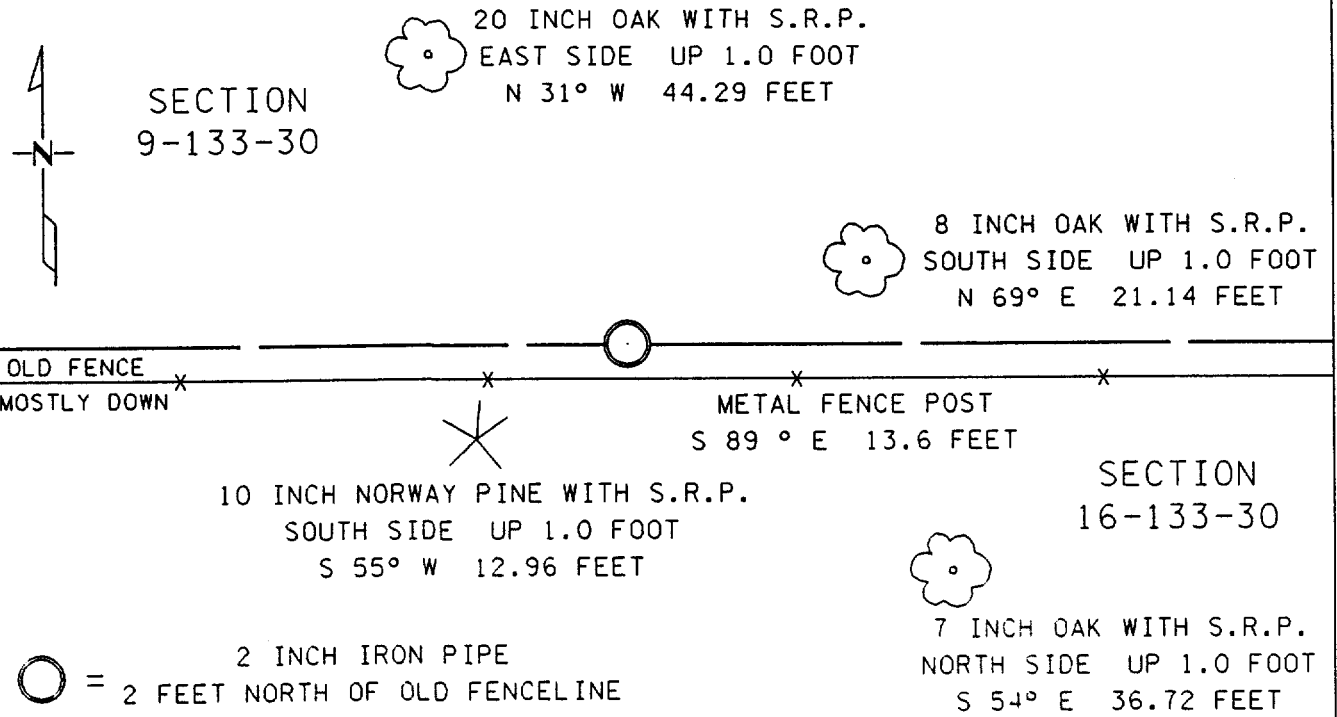 20 INCH OAK WITH S.R.P.
EAST SIDE UP 1.0 FOOT
N 31° W 44.29 FEET
SECTION
9-133-30
N
8 INCH OAK WITH S.R.P.
SOUTH SIDE UP 1.0 FOOT
N 69° E 21.14 FEET
OLD FENCE
MOSTLY DOWN
METAL FENCE POST
S 89 ° E 13.6 FEET
10 INCH NORWAY PINE WITH S.R.P.
SOUTH SIDE UP 1.0 FOOT
S 55° W 12.96 FEET
SECTION
16-133-30
7 INCH OAK WITH S.R.P.
NORTH SIDE UP 1.0 FOOT
S 54° E 36.72 FEET
= 2 INCH IRON PIPE
2 FEET NORTH OF OLD FENCELINE